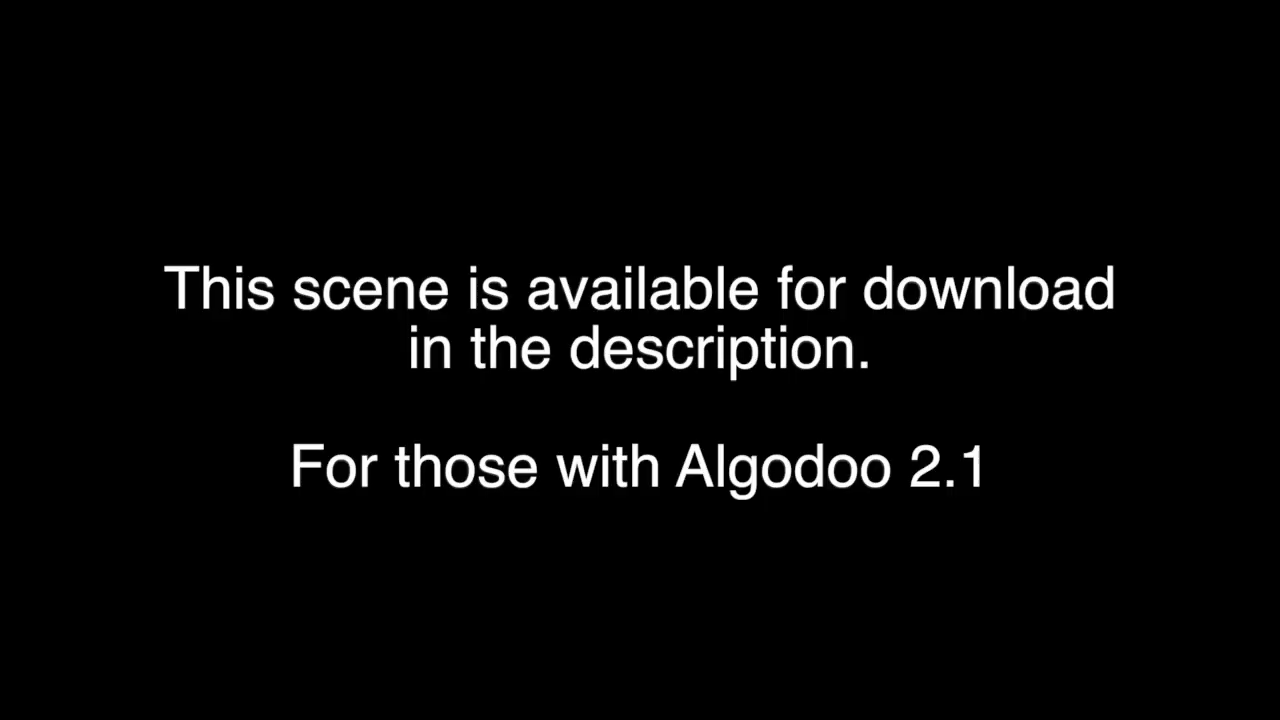 This scene is available for download
in the description.
For those with Algodoo 2.1